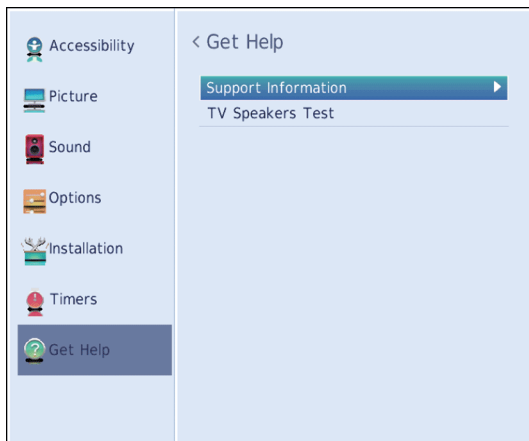 Accessibility
Picture
Sound
Options
Installation
Timers
Get Help
< Get Help
Support Information
TV Speakers Test